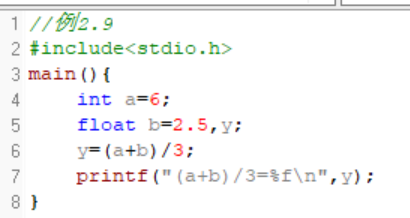 1 //例2.9
2 #include<stdio.h>
3 main(){
4     int a=6;
5     float b=2.5,y;
6     y=(a+b)/3;
7     printf("(a+b)/3=%f\n",y);
8 }